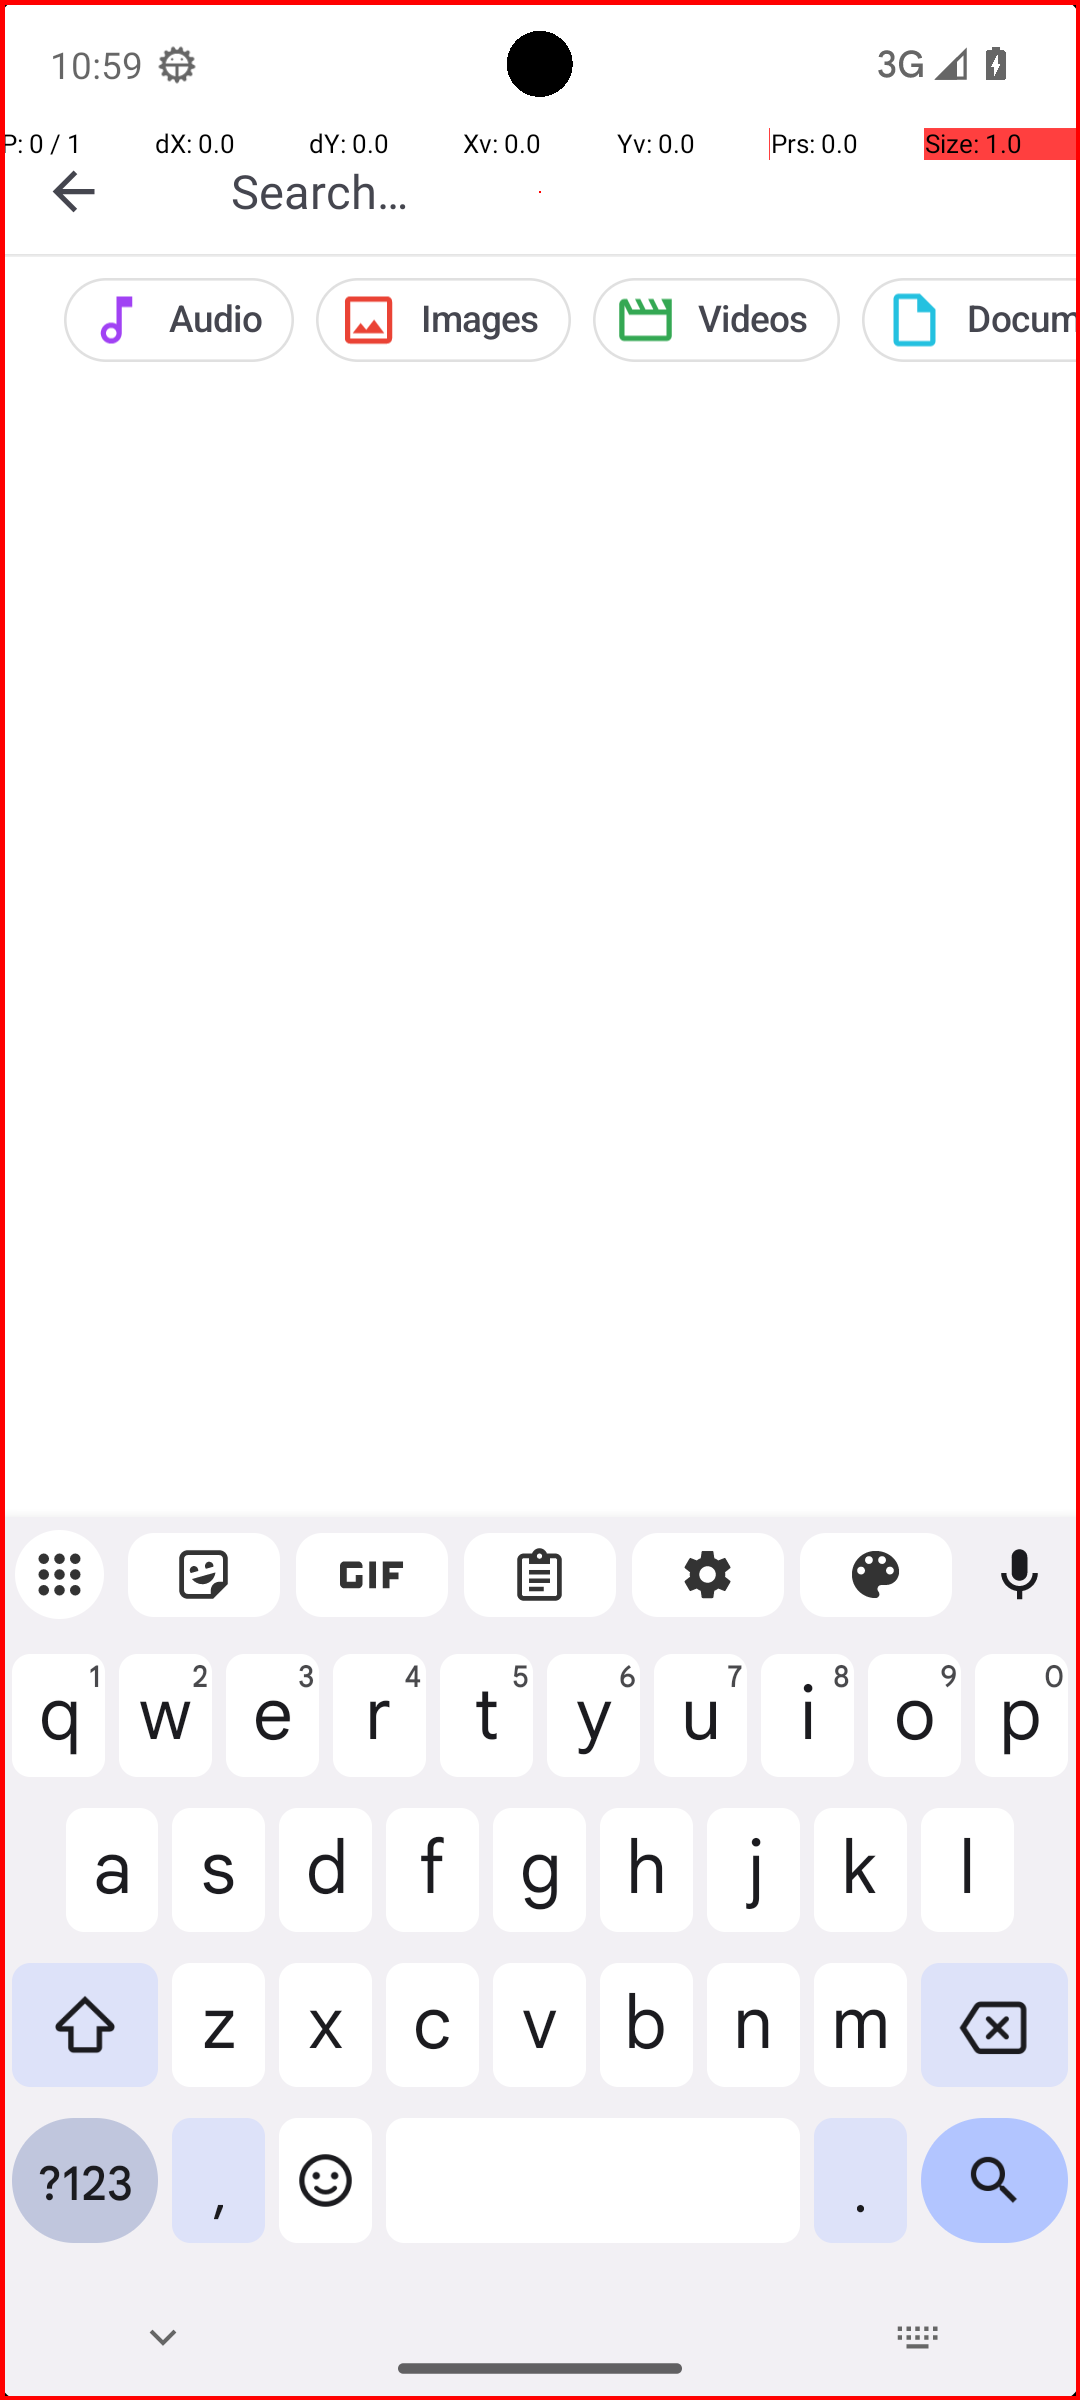 10:59 3G
P: 0 / 1 dX: 0.0 dY: 0.0 Xv: 0.0 Yv: 0.0 Prs: 0.0 Size: 1.0
Search…
Audio Images Videos Docum
GIF
q 1 w 2 e 3 r 4 t 5 y 6 u 7 i 8 o 9 p 0
a s d f g h j k l
z x c v b n m
?123 , .